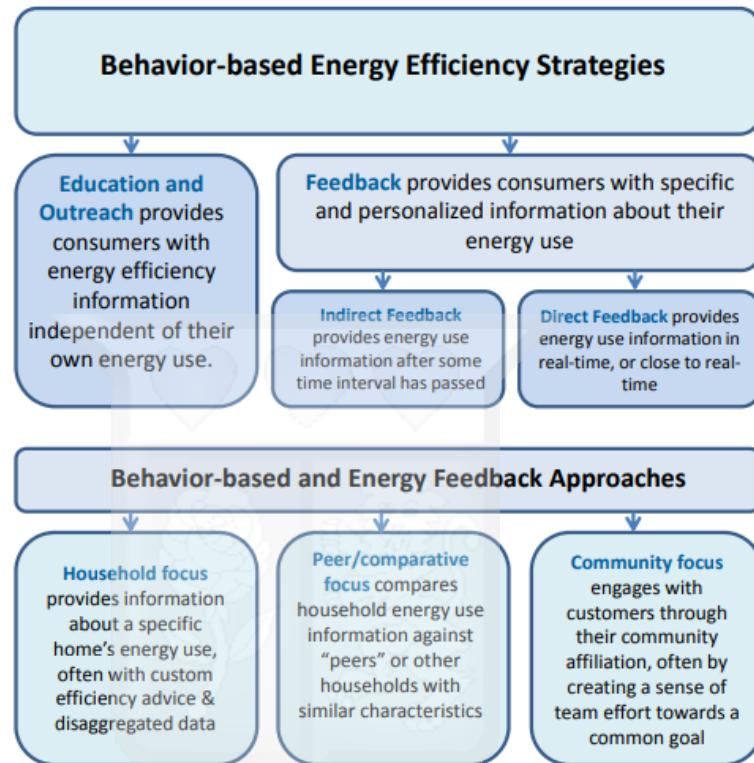 Behavior-based Energy Efficiency Strategies
Education and
Outreach provides
consumers with
energy efficiency
information
independent of their
own energy use.
Feedback provides consumers with specific
and personalized information about their
energy use
Indirect Feedback
provides energy use
information after some
time interval has passed
Direct Feedback provides
energy use information in
real-time, or close to real-
time
Behavior-based and Energy Feedback Approaches
Household focus
provides information
about a specific
home's energy use,
often with custom
efficiency advice &
disaggregated data
Peer/comparative
focus compares
household energy use
information against
“peers” or other
households with
similar characteristics
Community focus
engages with
customers through
their community
affiliation, often by
creating a sense of
team effort towards a
common goal